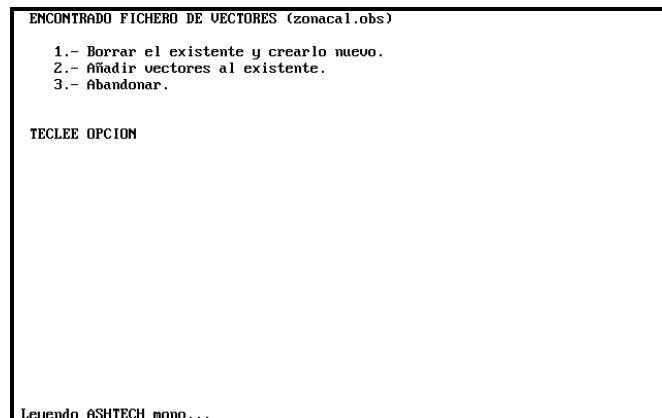 ENCONTRADO FICHERO DE VECTORES (zonacal.obs)
1.- Borrar el existente y crearlo nuevo.
2.- Añadir vectores al existente.
3.- Abandonar.
TECLEE OPCION
Leyendo ASHTECH mono...